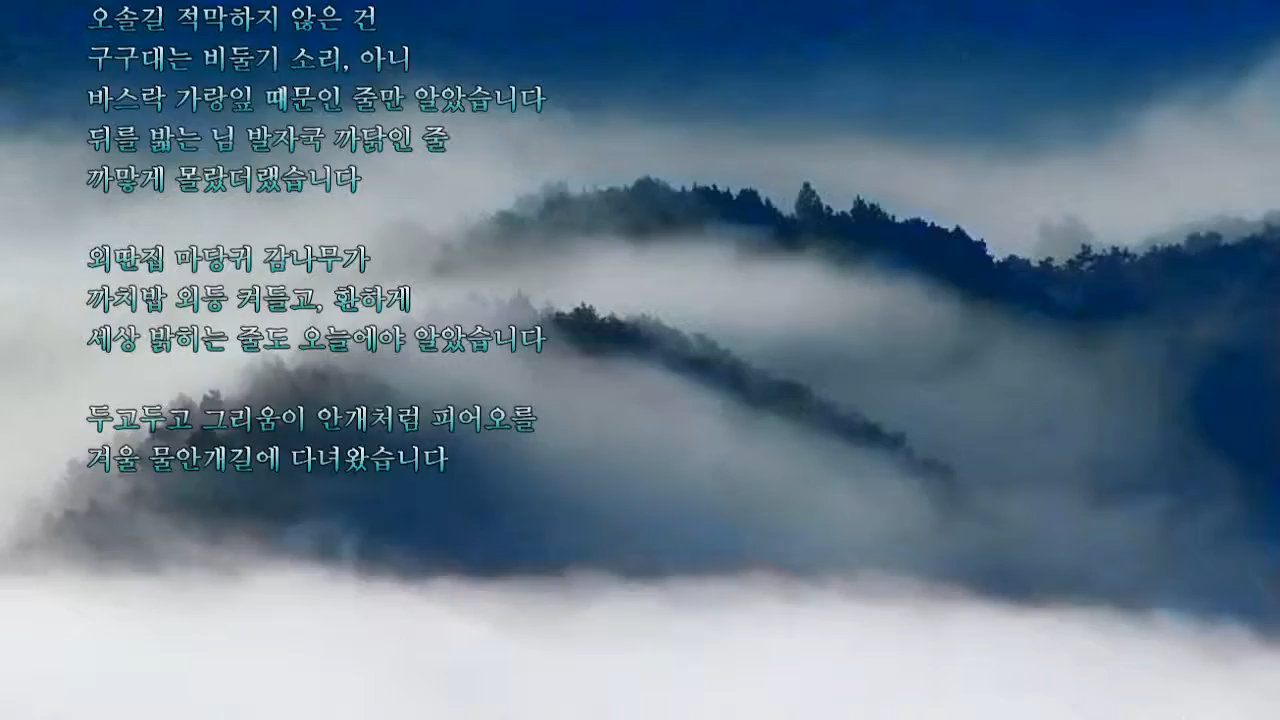 오솔길 적막하지 않은 건
구구대는 비둘기 소리, 아니
바스락 가랑잎 때문인 줄만 알았습니다
뒤를 밟는 님 발자국 까닭인 줄
까맣게 몰랐더랬습니다
외딴집 마당귀 감나무가
까치밥 외등 켜들고, 환하게
세상 밝히는 줄도 오늘에야 알았습니다
두고두고 그리움이 안개처럼 피어오를
겨울 물안개길에 다녀왔습니다